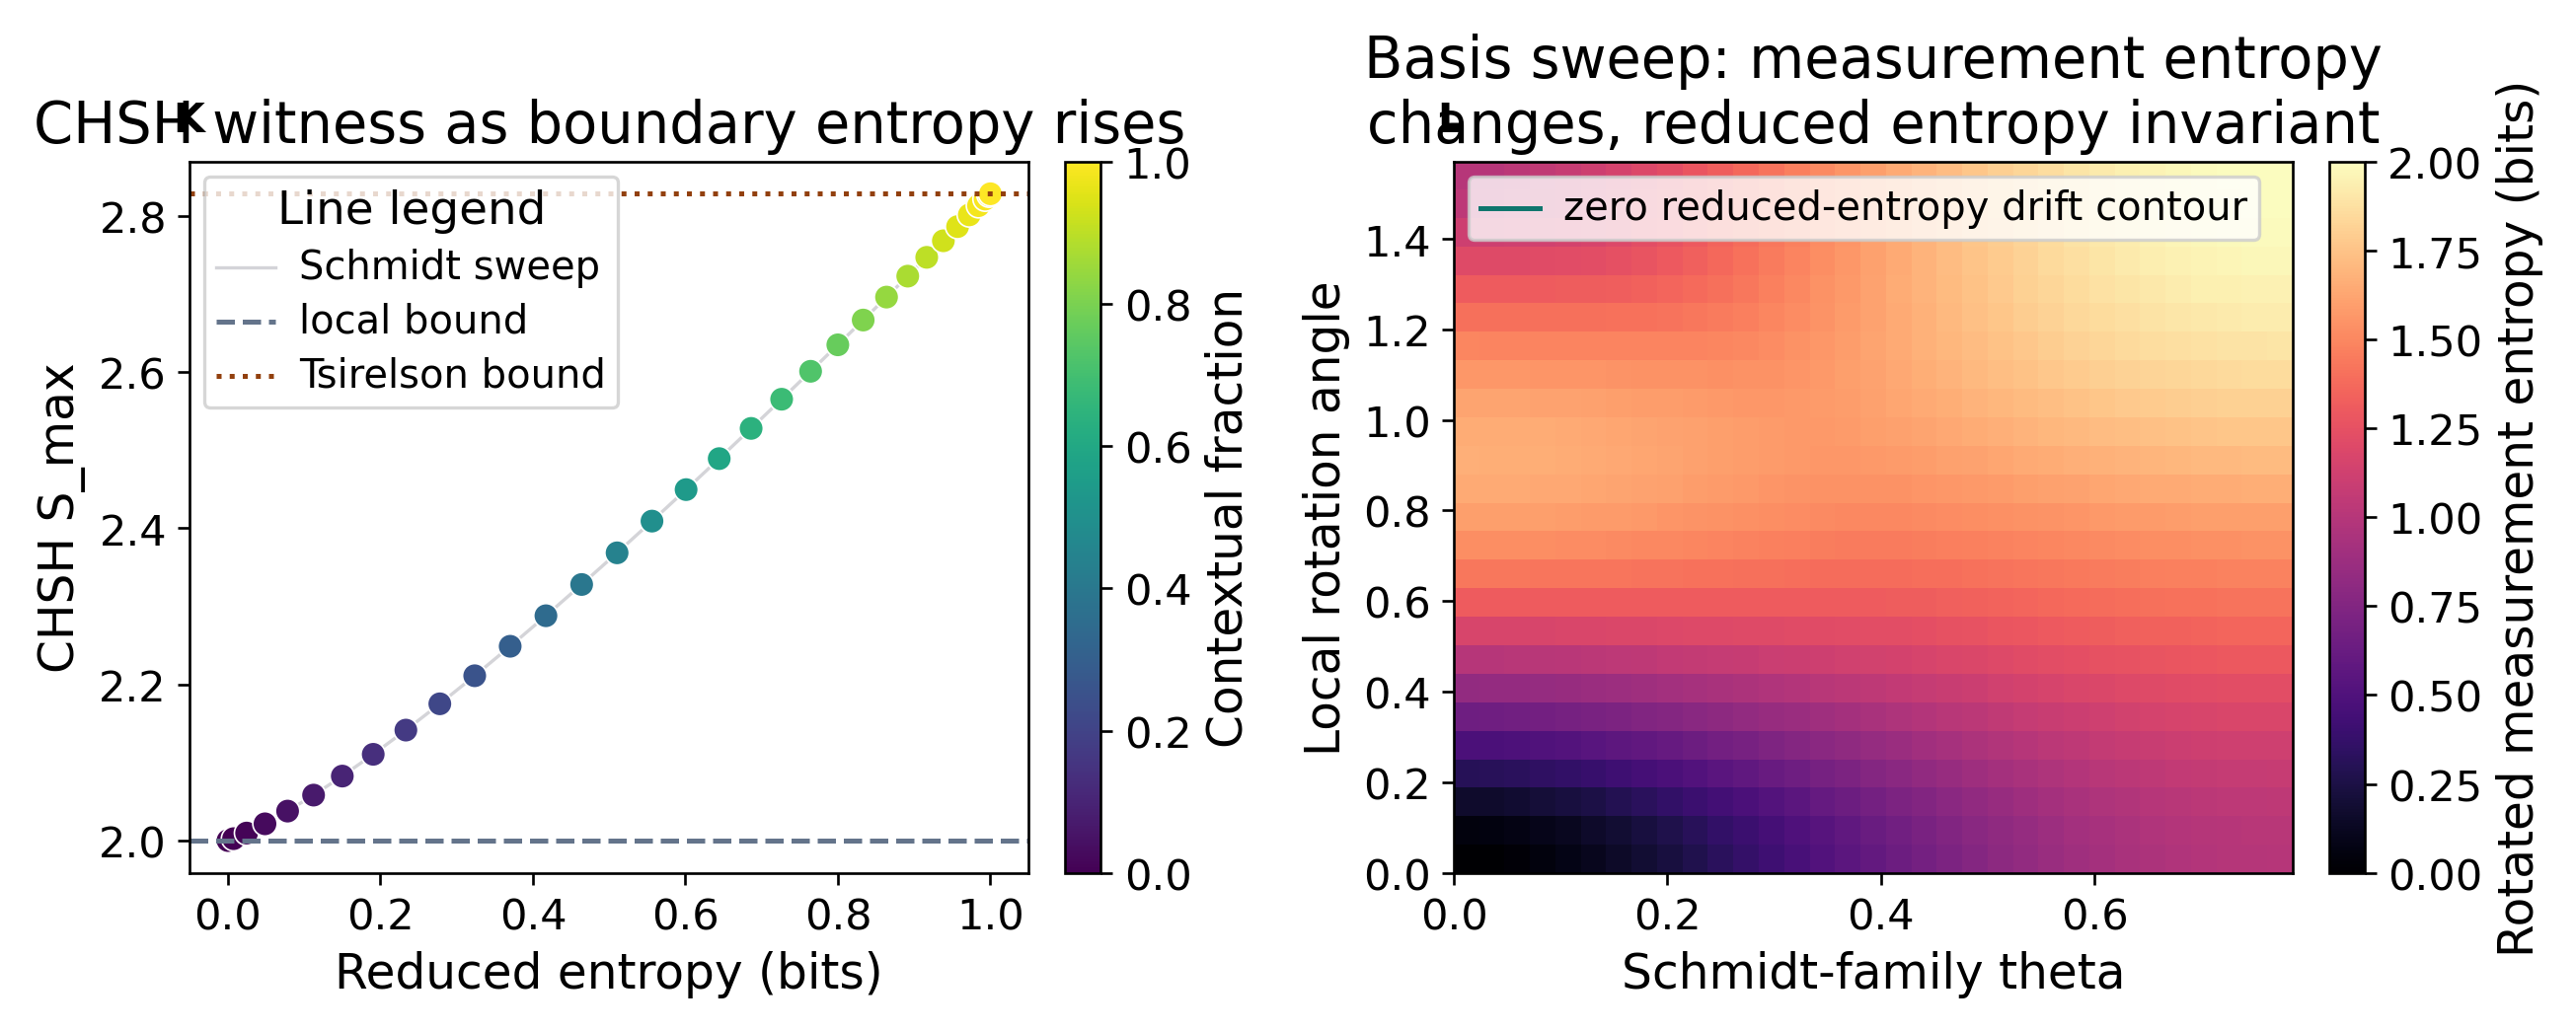 K
CHSH witness as boundary entropy rises
Line legend
Schmidt sweep
local bound
Tsirelson bound
CHSH S_max
2.8
2.6
2.4
2.2
2.0
0.0
0.2
0.4
0.6
0.8
1.0
Reduced entropy (bits)
1.0
0.8
0.6
0.4
0.2
0.0
Contextual fraction
L
Basis sweep: measurement entropy
changes, reduced entropy invariant
zero reduced-entropy drift contour
Local rotation angle
1.4
1.2
1.0
0.8
0.6
0.4
0.2
0.0
0.0
0.2
0.4
0.6
Schmidt-family theta
2.00
1.75
1.50
1.25
1.00
0.75
0.50
0.25
0.00
Rotated measurement entropy (bits)